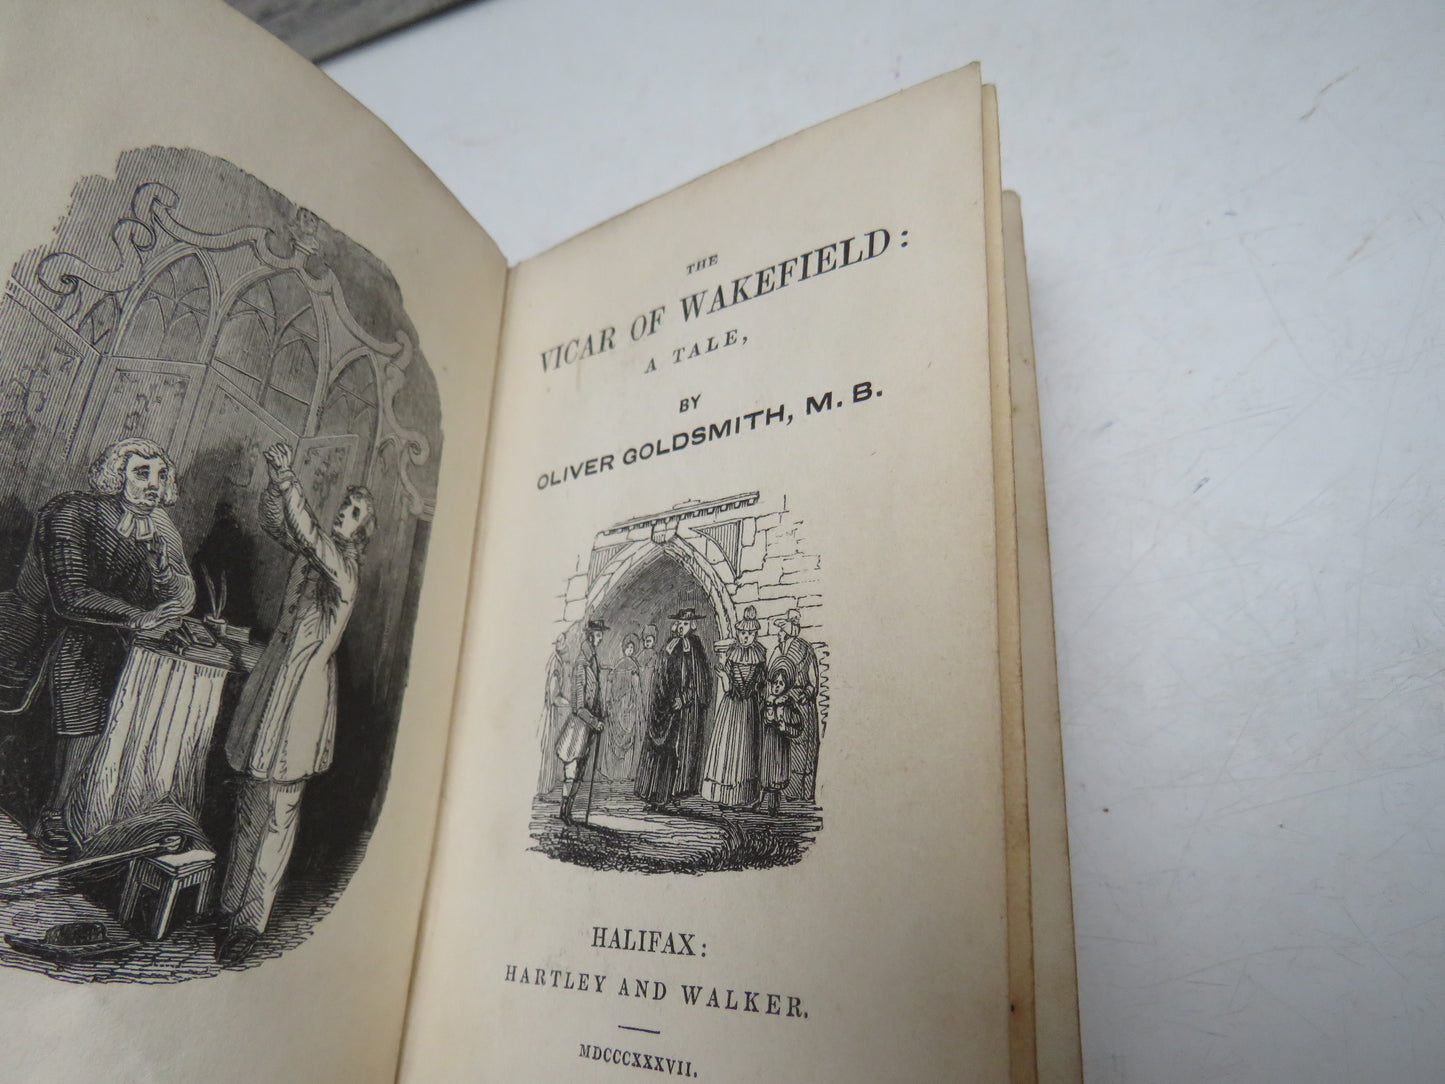 THE
VICAR OF WAKEFIELD:
A TALE,
BY
OLIVER GOLDSMITH, M. B.
HALIFAX:
HARTLEY AND WALKER.
MDCCCXXXVII.